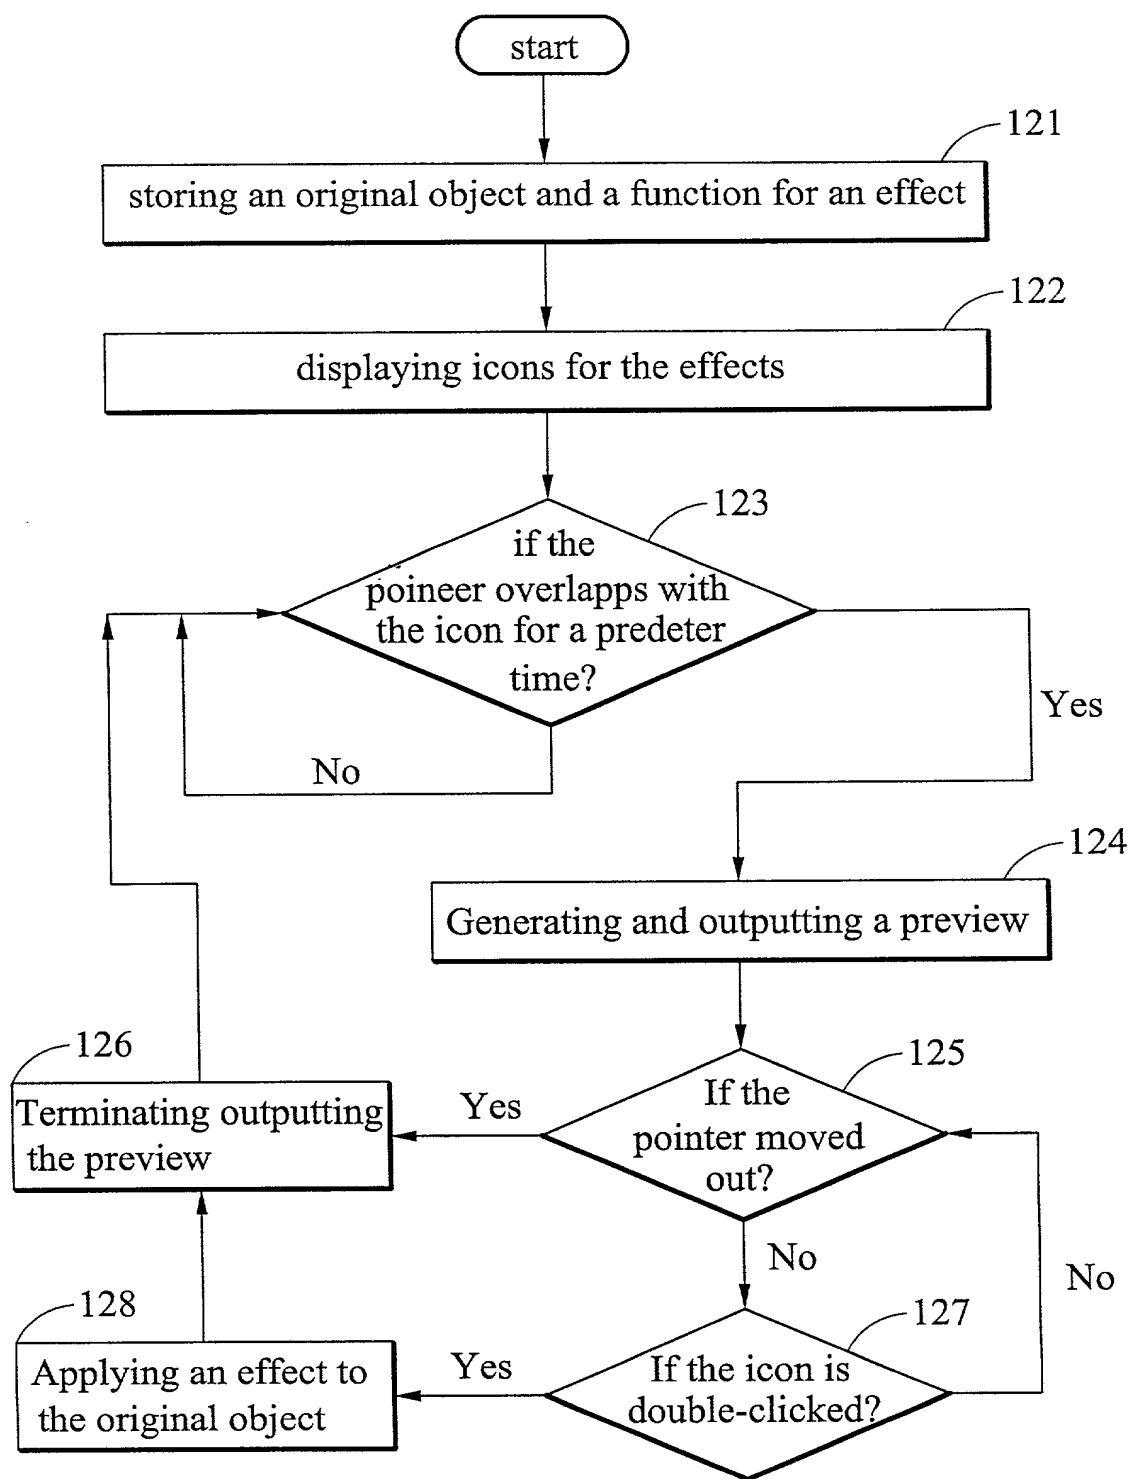 start
121
storing an original object and a function for an effect
122
displaying icons for the effects
123
if the
poineer overlapps with
the icon for a predeter
time?
Yes
No
124
Generating and outputting a preview
126
125
Terminating outputting
the preview
Yes
If the
pointer moved
out?
No
No
128
127
Applying an effect to
the original object
Yes
If the icon is
double-clicked?